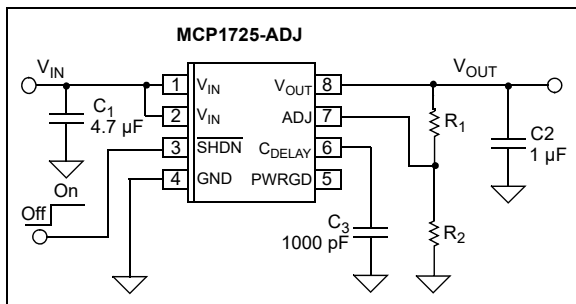 MCP1725-ADJ
V_IN
V_OUT
1 V_IN V_OUT 8
2 V_IN ADJ 7
3 SHDN C_DELAY 6
4 GND PWRGD 5
C_1
4.7 µF
R_1
C2
1 µF
On
Off
C_3
1000 pF
R_2